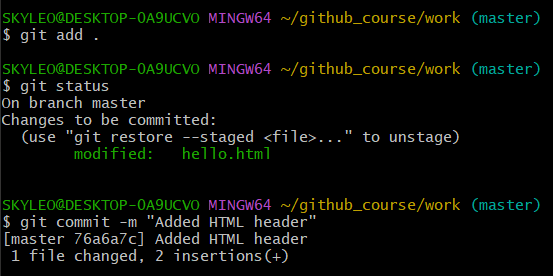 SKYLEO@DESKTOP-0A9UCVO MINGW64 ~/github_course/work (master)
$ git add .

SKYLEO@DESKTOP-0A9UCVO MINGW64 ~/github_course/work (master)
$ git status
On branch master
Changes to be committed:
  (use "git restore --staged <file>..." to unstage)
        modified:   hello.html


SKYLEO@DESKTOP-0A9UCVO MINGW64 ~/github_course/work (master)
$ git commit -m "Added HTML header"
[master 76a6a7c] Added HTML header
 1 file changed, 2 insertions(+)